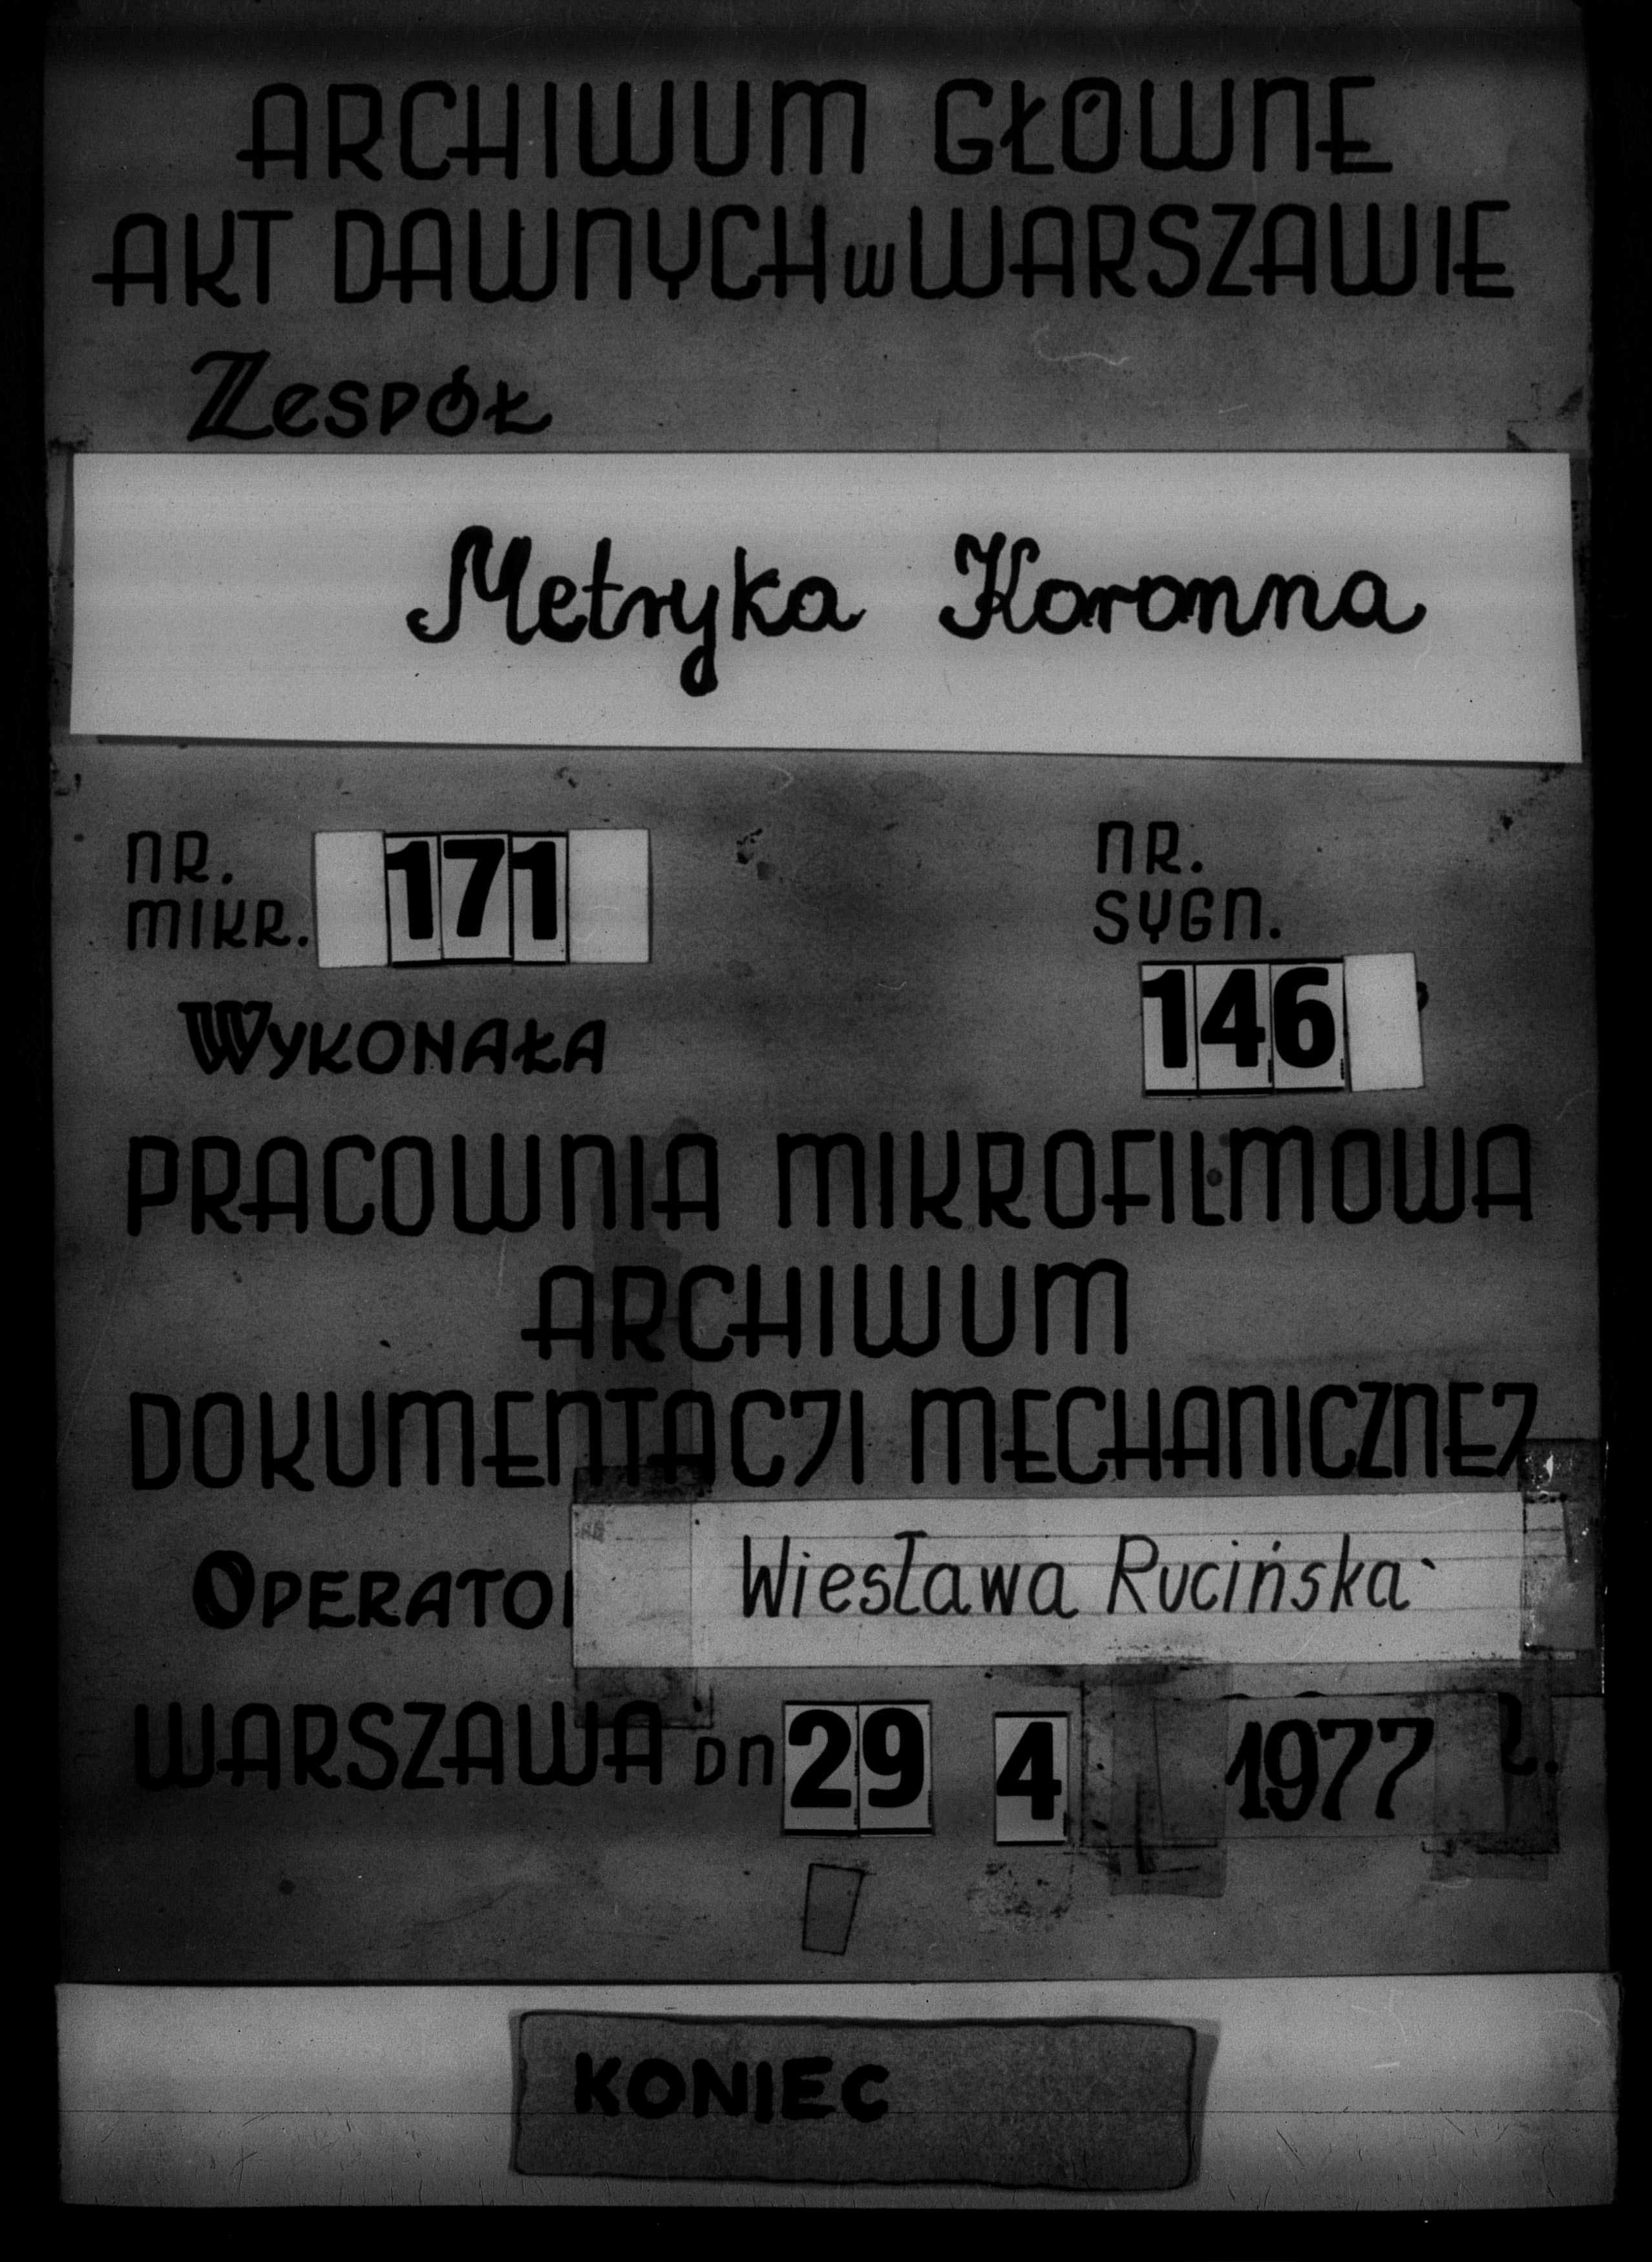 ARCHIWUM GŁÓWNE
AKT DAWNYCH w WARSZAWIE
Zespół
Metryka Koronna
NR. MIKR. 171
NR. SYGN. 146
WYKONAŁA
PRACOWNIA MIKROFILMOWA
ARCHIWUM
DOKUMENTACJI MECHANICZNEJ
OPERATOR Wiesława Rucińska
WARSZAWA DN 29 4 1977 r.
KONIEC